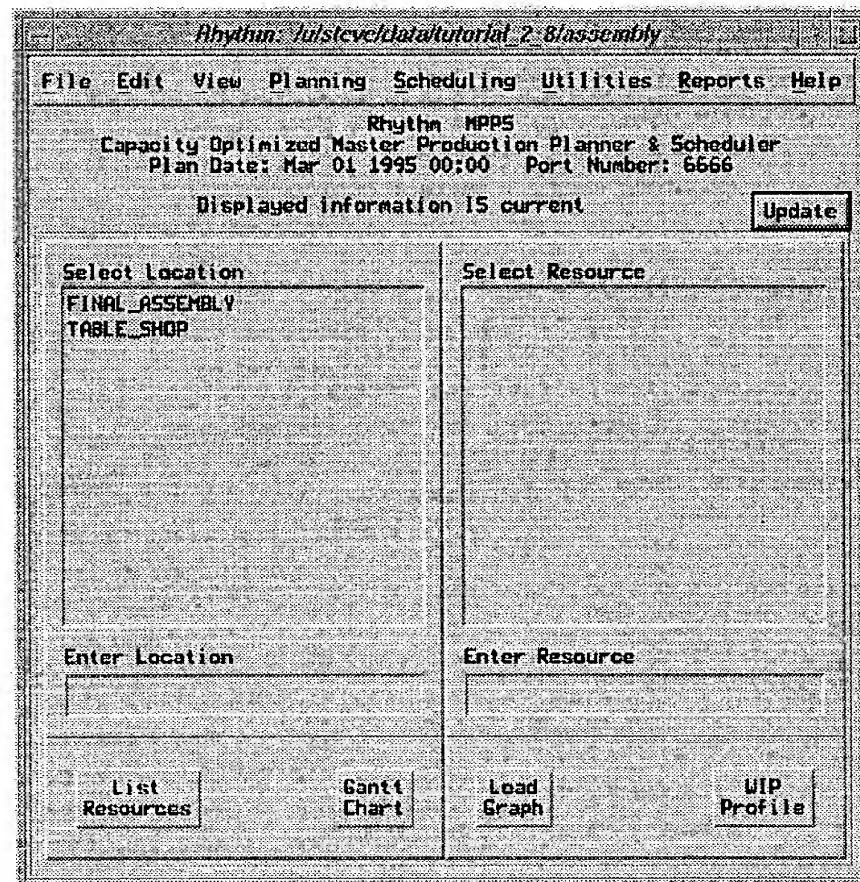 Rhythm: /u/steve/data/tutorial_2_8/assembly
File Edit View Planning Scheduling Utilities Reports Help
Rhythm MPPS
Capacity Optimized Master Production Planner & Scheduler
Plan Date: Mar 01 1995 00:00 Port Number: 6666
Displayed information IS current
Update
Select Location
FINAL_ASSEMBLY
TABLE_SHOP
Select Resource
Enter Location
Enter Resource
List
Resources
Gantt
Chart
Load
Graph
WIP
Profile